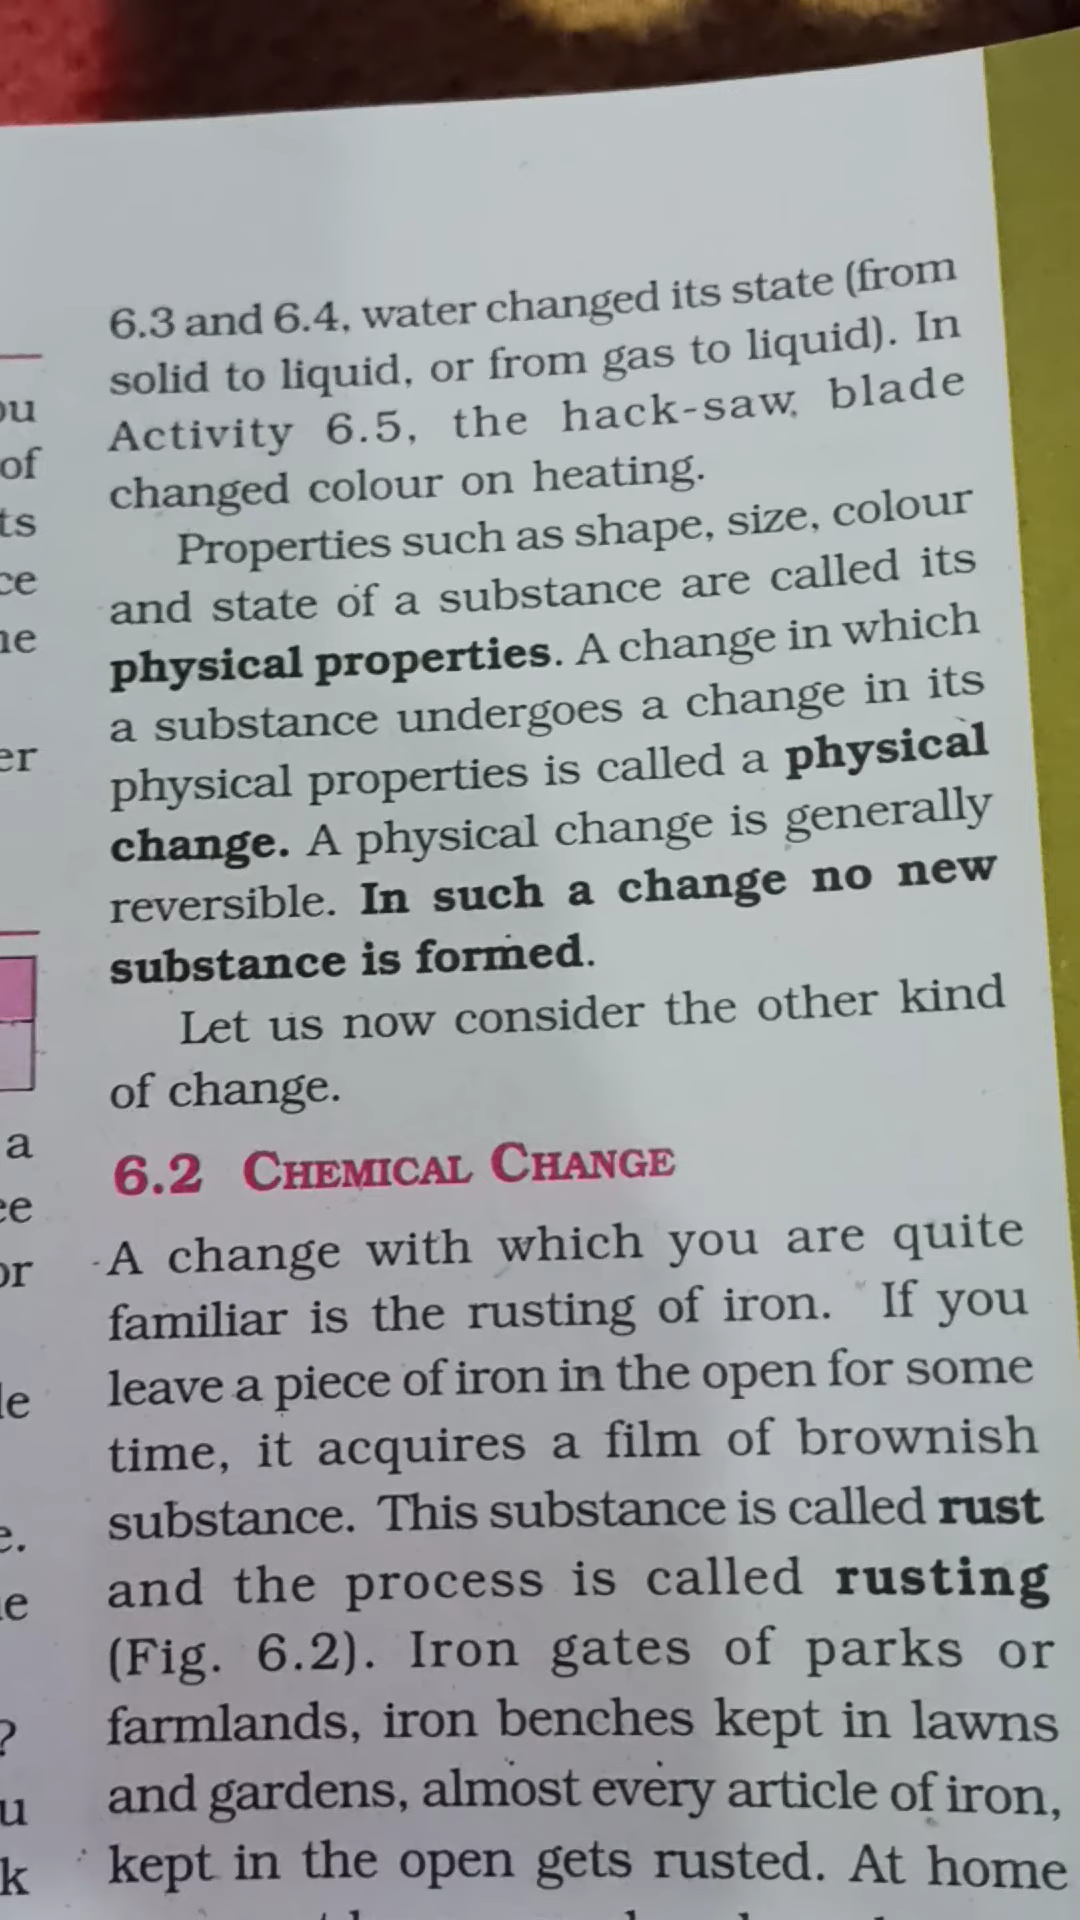 6.3 and 6.4, water changed its state (from
solid to liquid, or from gas to liquid). In
Activity 6.5, the hack-saw, blade
changed colour on heating.
Properties such as shape, size, colour
and state of a substance are called its
physical properties. A change in which
a substance undergoes a change in its
physical properties is called a physical
change. A physical change is generally
reversible. In such a change no new
substance is formed.
Let us now consider the other kind
of change.
6.2 CHEMICAL CHANGE
A change with which you are quite
familiar is the rusting of iron. If you
leave a piece of iron in the open for some
time, it acquires a film of brownish
substance. This substance is called rust
and the process is called rusting
(Fig. 6.2). Iron gates of parks or
farmlands, iron benches kept in lawns
and gardens, almost every article of iron,
kept in the open gets rusted. At home